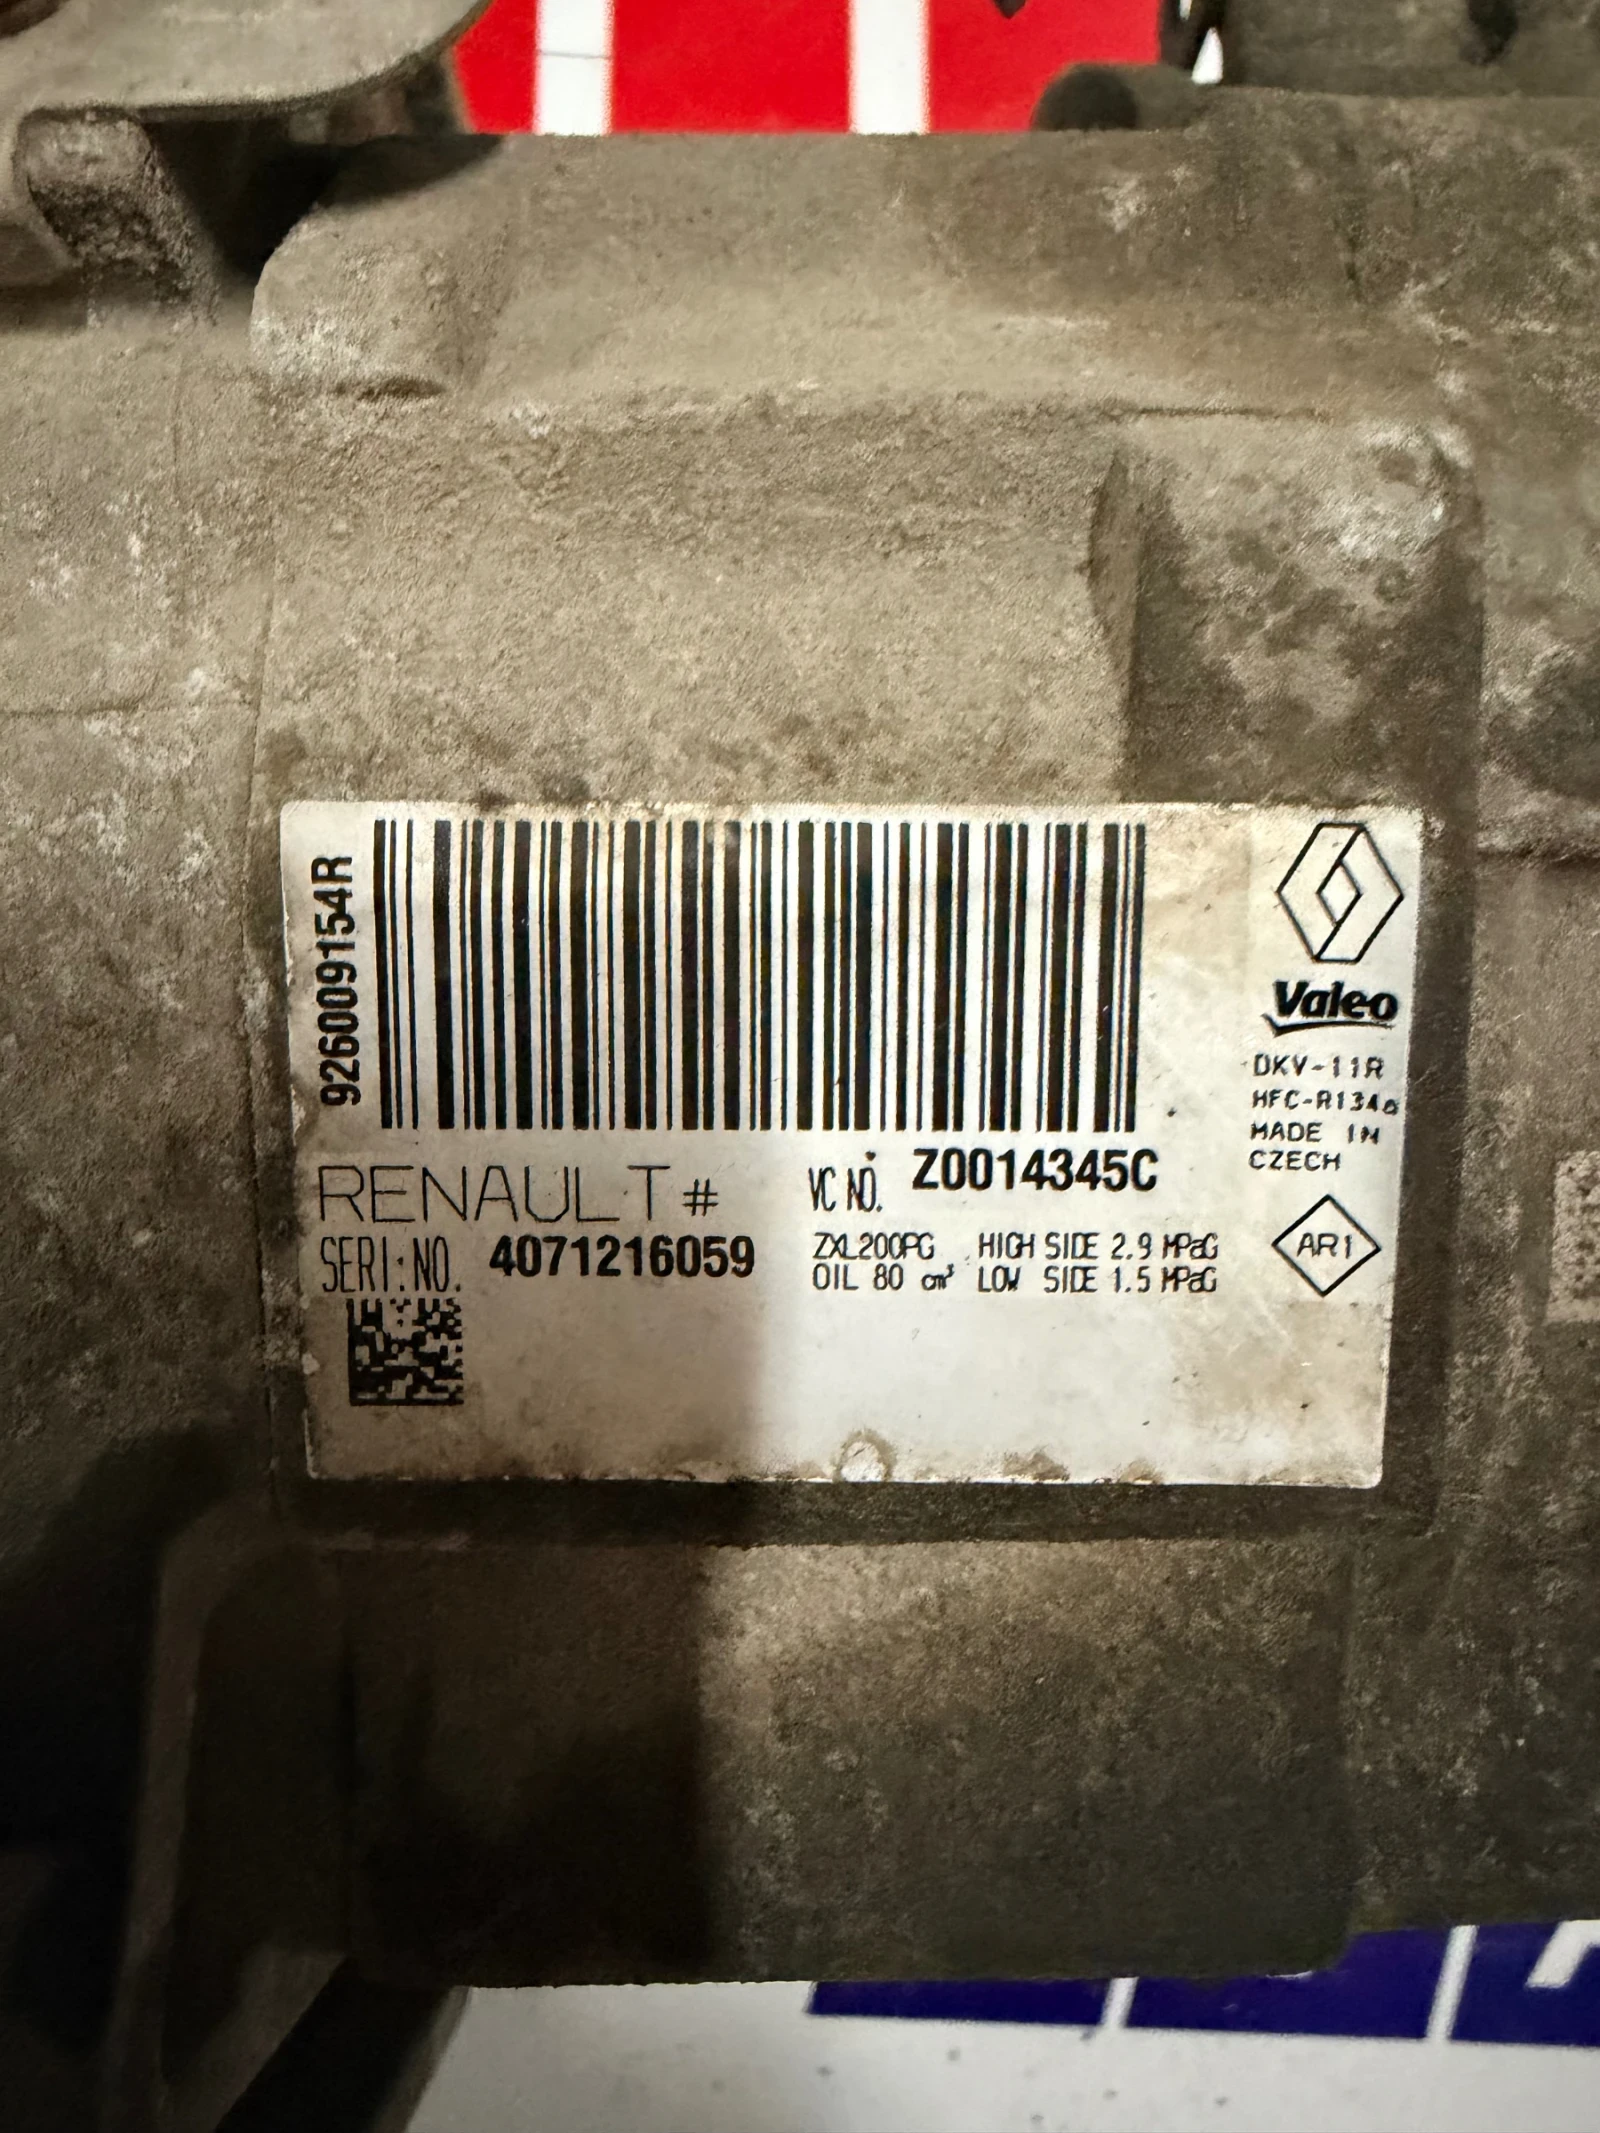 926009154R
Valeo
DKV-11R
HFC-R134a
MADE IN
CZECH
RENAULT#
VC NO. Z0014345C
SERI:NO. 4071216059
ZXL200PG HIGH SIDE 2.9 MPaG
OIL 80 cm³ LOW SIDE 1.5 MPaG
AR1